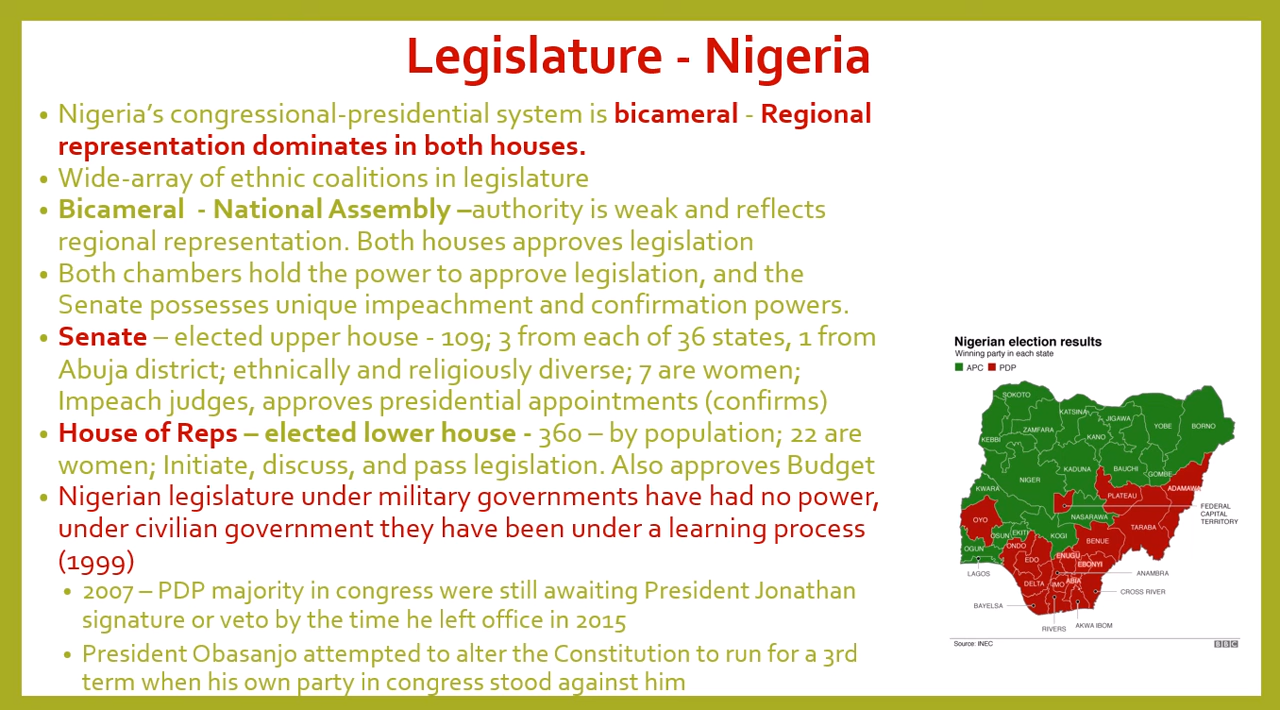 Legislature - Nigeria
• Nigeria’s congressional-presidential system is bicameral - Regional
representation dominates in both houses.
• Wide-array of ethnic coalitions in legislature
• Bicameral - National Assembly –authority is weak and reflects
regional representation. Both houses approves legislation
• Both chambers hold the power to approve legislation, and the
Senate possesses unique impeachment and confirmation powers.
• Senate – elected upper house - 109; 3 from each of 36 states, 1 from
Abuja district; ethnically and religiously diverse; 7 are women;
Impeach judges, approves presidential appointments (confirms)
• House of Reps – elected lower house - 360 – by population; 22 are
women; Initiate, discuss, and pass legislation. Also approves Budget
• Nigerian legislature under military governments have had no power,
under civilian government they have been under a learning process
(1999)
• 2007 – PDP majority in congress were still awaiting President Jonathan
signature or veto by the time he left office in 2015
• President Obasanjo attempted to alter the Constitution to run for a 3rd
term when his own party in congress stood against him
Nigerian election results
Winning party in each state
APC PDP
SOKOTO
KATSINA
JIGAWA
ZAMFARA
YOBE
BORNO
KANO
KEBBI
KADUNA
BAUCHI
GOMBE
NIGER
KWARA
ADAMAWA
PLATEAU
FEDERAL
CAPITAL
TERRITORY
OYO
NASARAWA
TARABA
OSUN
EKITI
KOGI
BENUE
OGUN
ONDO
EDO
ENUGU
EBONYI
LAGOS
ANAMBRA
DELTA
IMO
ABIA
CROSS RIVER
BAYELSA
RIVERS
AKWA IBOM
Source: INEC
BBC